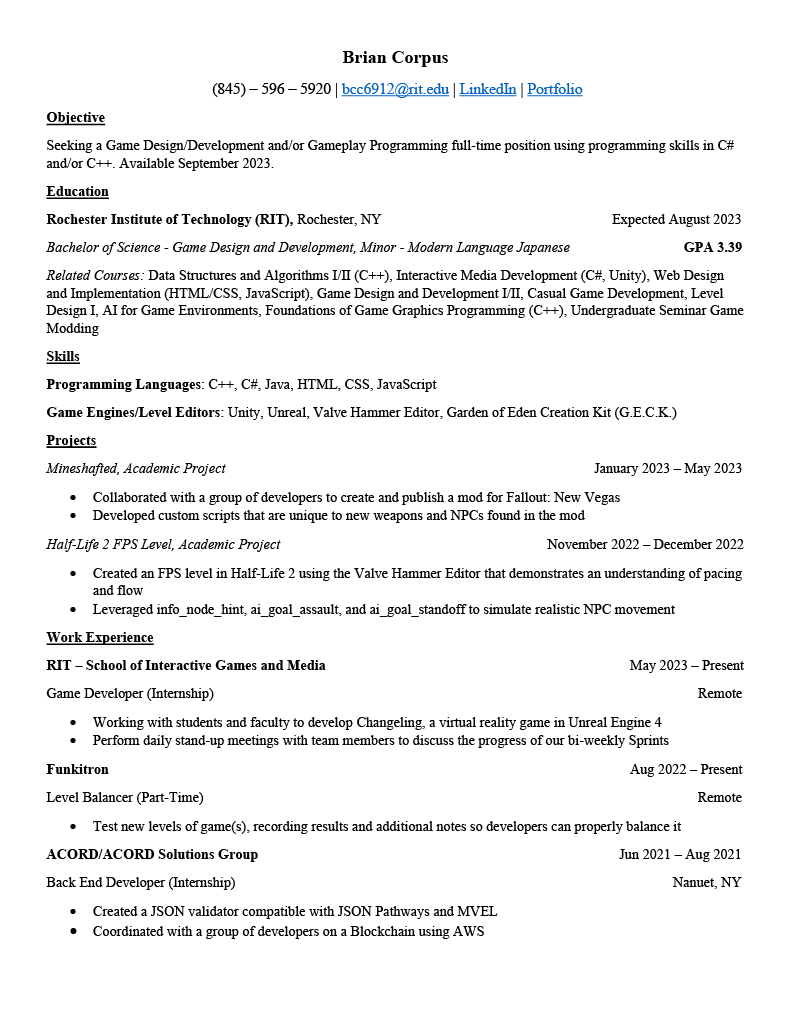 Brian Corpus
(845) – 596 – 5920 | bcc6912@rit.edu | LinkedIn | Portfolio
Objective
Seeking a Game Design/Development and/or Gameplay Programming full-time position using programming skills in C#
and/or C++. Available September 2023.
Education
Rochester Institute of Technology (RIT), Rochester, NY Expected August 2023
Bachelor of Science - Game Design and Development, Minor - Modern Language Japanese GPA 3.39
Related Courses: Data Structures and Algorithms I/II (C++), Interactive Media Development (C#, Unity), Web Design
and Implementation (HTML/CSS, JavaScript), Game Design and Development I/II, Casual Game Development, Level
Design I, AI for Game Environments, Foundations of Game Graphics Programming (C++), Undergraduate Seminar Game
Modding
Skills
Programming Languages: C++, C#, Java, HTML, CSS, JavaScript
Game Engines/Level Editors: Unity, Unreal, Valve Hammer Editor, Garden of Eden Creation Kit (G.E.C.K.)
Projects
Mineshafted, Academic Project January 2023 – May 2023
• Collaborated with a group of developers to create and publish a mod for Fallout: New Vegas
• Developed custom scripts that are unique to new weapons and NPCs found in the mod
Half-Life 2 FPS Level, Academic Project November 2022 – December 2022
• Created an FPS level in Half-Life 2 using the Valve Hammer Editor that demonstrates an understanding of pacing
and flow
• Leveraged info_node_hint, ai_goal_assault, and ai_goal_standoff to simulate realistic NPC movement
Work Experience
RIT – School of Interactive Games and Media May 2023 – Present
Game Developer (Internship) Remote
• Working with students and faculty to develop Changeling, a virtual reality game in Unreal Engine 4
• Perform daily stand-up meetings with team members to discuss the progress of our bi-weekly Sprints
Funkitron Aug 2022 – Present
Level Balancer (Part-Time) Remote
• Test new levels of game(s), recording results and additional notes so developers can properly balance it
ACORD/ACORD Solutions Group Jun 2021 – Aug 2021
Back End Developer (Internship) Nanuet, NY
• Created a JSON validator compatible with JSON Pathways and MVEL
• Coordinated with a group of developers on a Blockchain using AWS